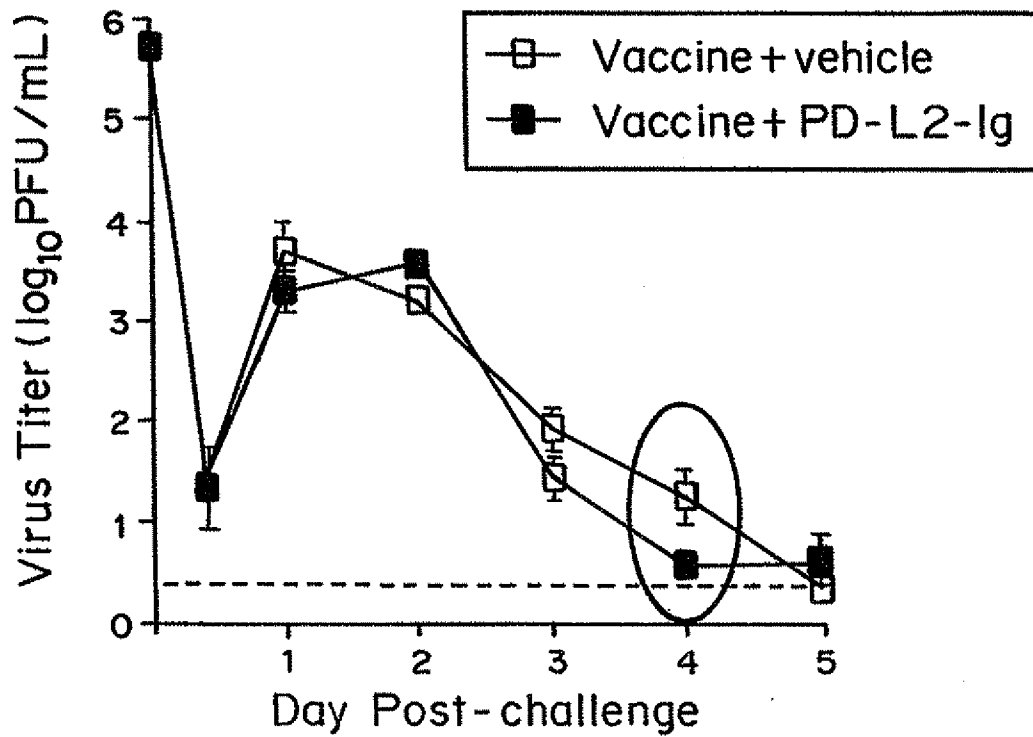 Virus Titer (log10PFU/mL)
6
5
4
3
2
1
0
Vaccine+vehicle
Vaccine+PD-L2-Ig
1 2 3 4 5
Day Post-challenge